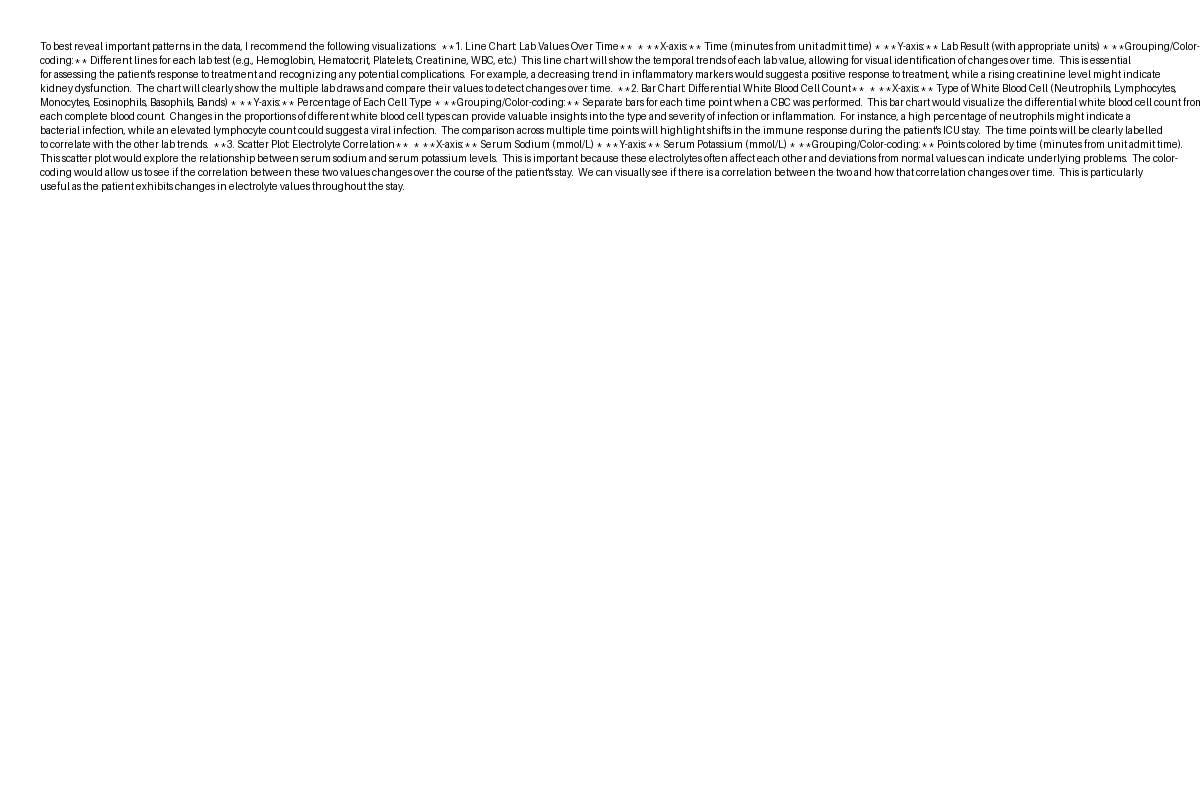 To best reveal important patterns in the data, I recommend the following visualizations:  **1. Line Chart: Lab Values Over Time**  * **X-axis:** Time (minutes from unit admit time) * **Y-axis:** Lab Result (with appropriate units) * **Grouping/Color-
coding:** Different lines for each lab test (e.g., Hemoglobin, Hematocrit, Platelets, Creatinine, WBC, etc.)  This line chart will show the temporal trends of each lab value, allowing for visual identification of changes over time.  This is essential
for assessing the patient's response to treatment and recognizing any potential complications.  For example, a decreasing trend in inflammatory markers would suggest a positive response to treatment, while a rising creatinine level might indicate
kidney dysfunction.  The chart will clearly show the multiple lab draws and compare their values to detect changes over time.  **2. Bar Chart: Differential White Blood Cell Count**  * **X-axis:** Type of White Blood Cell (Neutrophils, Lymphocytes,
Monocytes, Eosinophils, Basophils, Bands) * **Y-axis:** Percentage of Each Cell Type * **Grouping/Color-coding:** Separate bars for each time point when a CBC was performed.  This bar chart would visualize the differential white blood cell count from
each complete blood count.  Changes in the proportions of different white blood cell types can provide valuable insights into the type and severity of infection or inflammation.  For instance, a high percentage of neutrophils might indicate a
bacterial infection, while an elevated lymphocyte count could suggest a viral infection.  The comparison across multiple time points will highlight shifts in the immune response during the patient's ICU stay.  The time points will be clearly labelled
to correlate with the other lab trends.  **3. Scatter Plot: Electrolyte Correlation**  * **X-axis:** Serum Sodium (mmol/L) * **Y-axis:** Serum Potassium (mmol/L) * **Grouping/Color-coding:** Points colored by time (minutes from unit admit time).
This scatter plot would explore the relationship between serum sodium and serum potassium levels.  This is important because these electrolytes often affect each other and deviations from normal values can indicate underlying problems.  The color-
coding would allow us to see if the correlation between these two values changes over the course of the patient's stay.  We can visually see if there is a correlation between the two and how that correlation changes over time.  This is particularly
useful as the patient exhibits changes in electrolyte values throughout the stay.